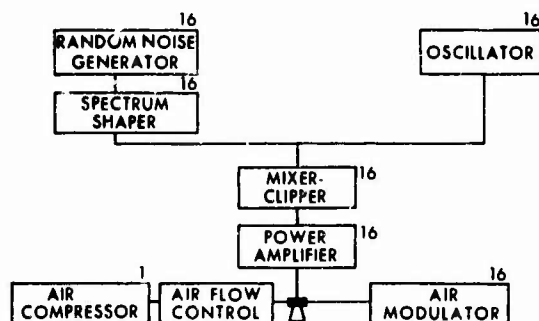 16
RANDOM NOISE
GENERATOR
16
OSCILLATOR
16
SPECTRUM
SHAPER
16
MIXER-
CLIPPER
16
POWER
AMPLIFIER
1
AIR
COMPRESSOR
AIR FLOW
CONTROL
16
AIR
MODULATOR